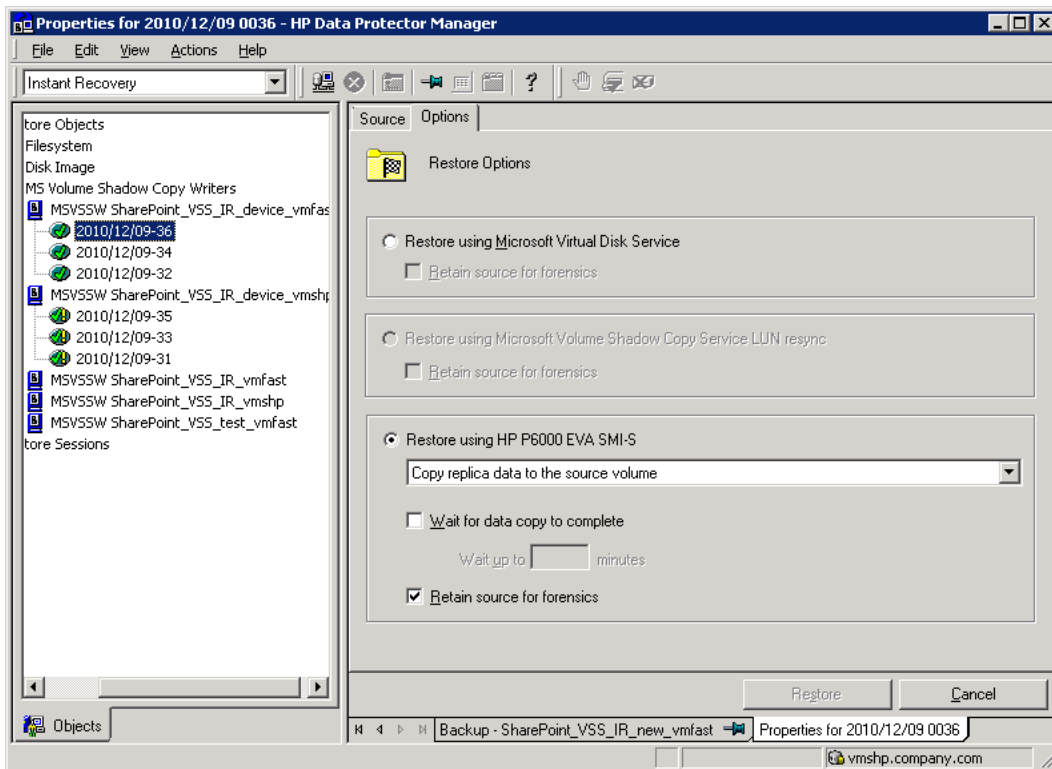 Properties for 2010/12/09 0036 - HP Data Protector Manager
File Edit View Actions Help
Instant Recovery
tore Objects
Filesystem
Disk Image
MS Volume Shadow Copy Writers
MSVSSW SharePoint_VSS_IR_device_vmfas
2010/12/09-36
2010/12/09-34
2010/12/09-32
MSVSSW SharePoint_VSS_IR_device_vmshp
2010/12/09-35
2010/12/09-33
2010/12/09-31
MSVSSW SharePoint_VSS_IR_vmfast
MSVSSW SharePoint_VSS_IR_vmshp
MSVSSW SharePoint_VSS_test_vmfast
tore Sessions
Objects
Source Options
Restore Options
Restore using Microsoft Virtual Disk Service
Retain source for forensics
Restore using Microsoft Volume Shadow Copy Service LUN resync
Retain source for forensics
Restore using HP P6000 EVA SMI-S
Copy replica data to the source volume
Wait for data copy to complete
Wait up to minutes
Retain source for forensics
Restore Cancel
Backup - SharePoint_VSS_IR_new_vmfast Properties for 2010/12/09 0036
vmshp.company.com